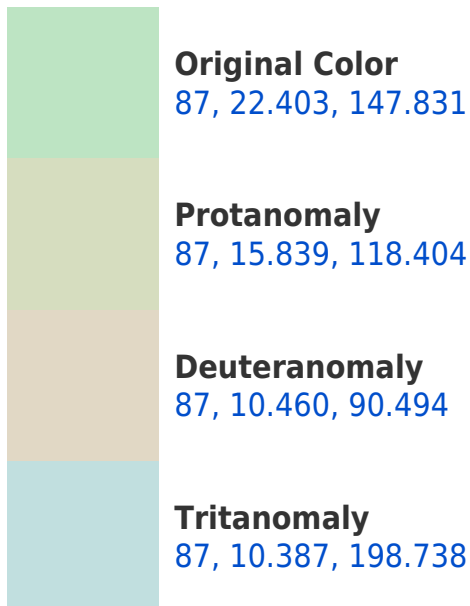 Original Color
87, 22.403, 147.831
Protanomaly
87, 15.839, 118.404
Deuteranomaly
87, 10.460, 90.494
Tritanomaly
87, 10.387, 198.738